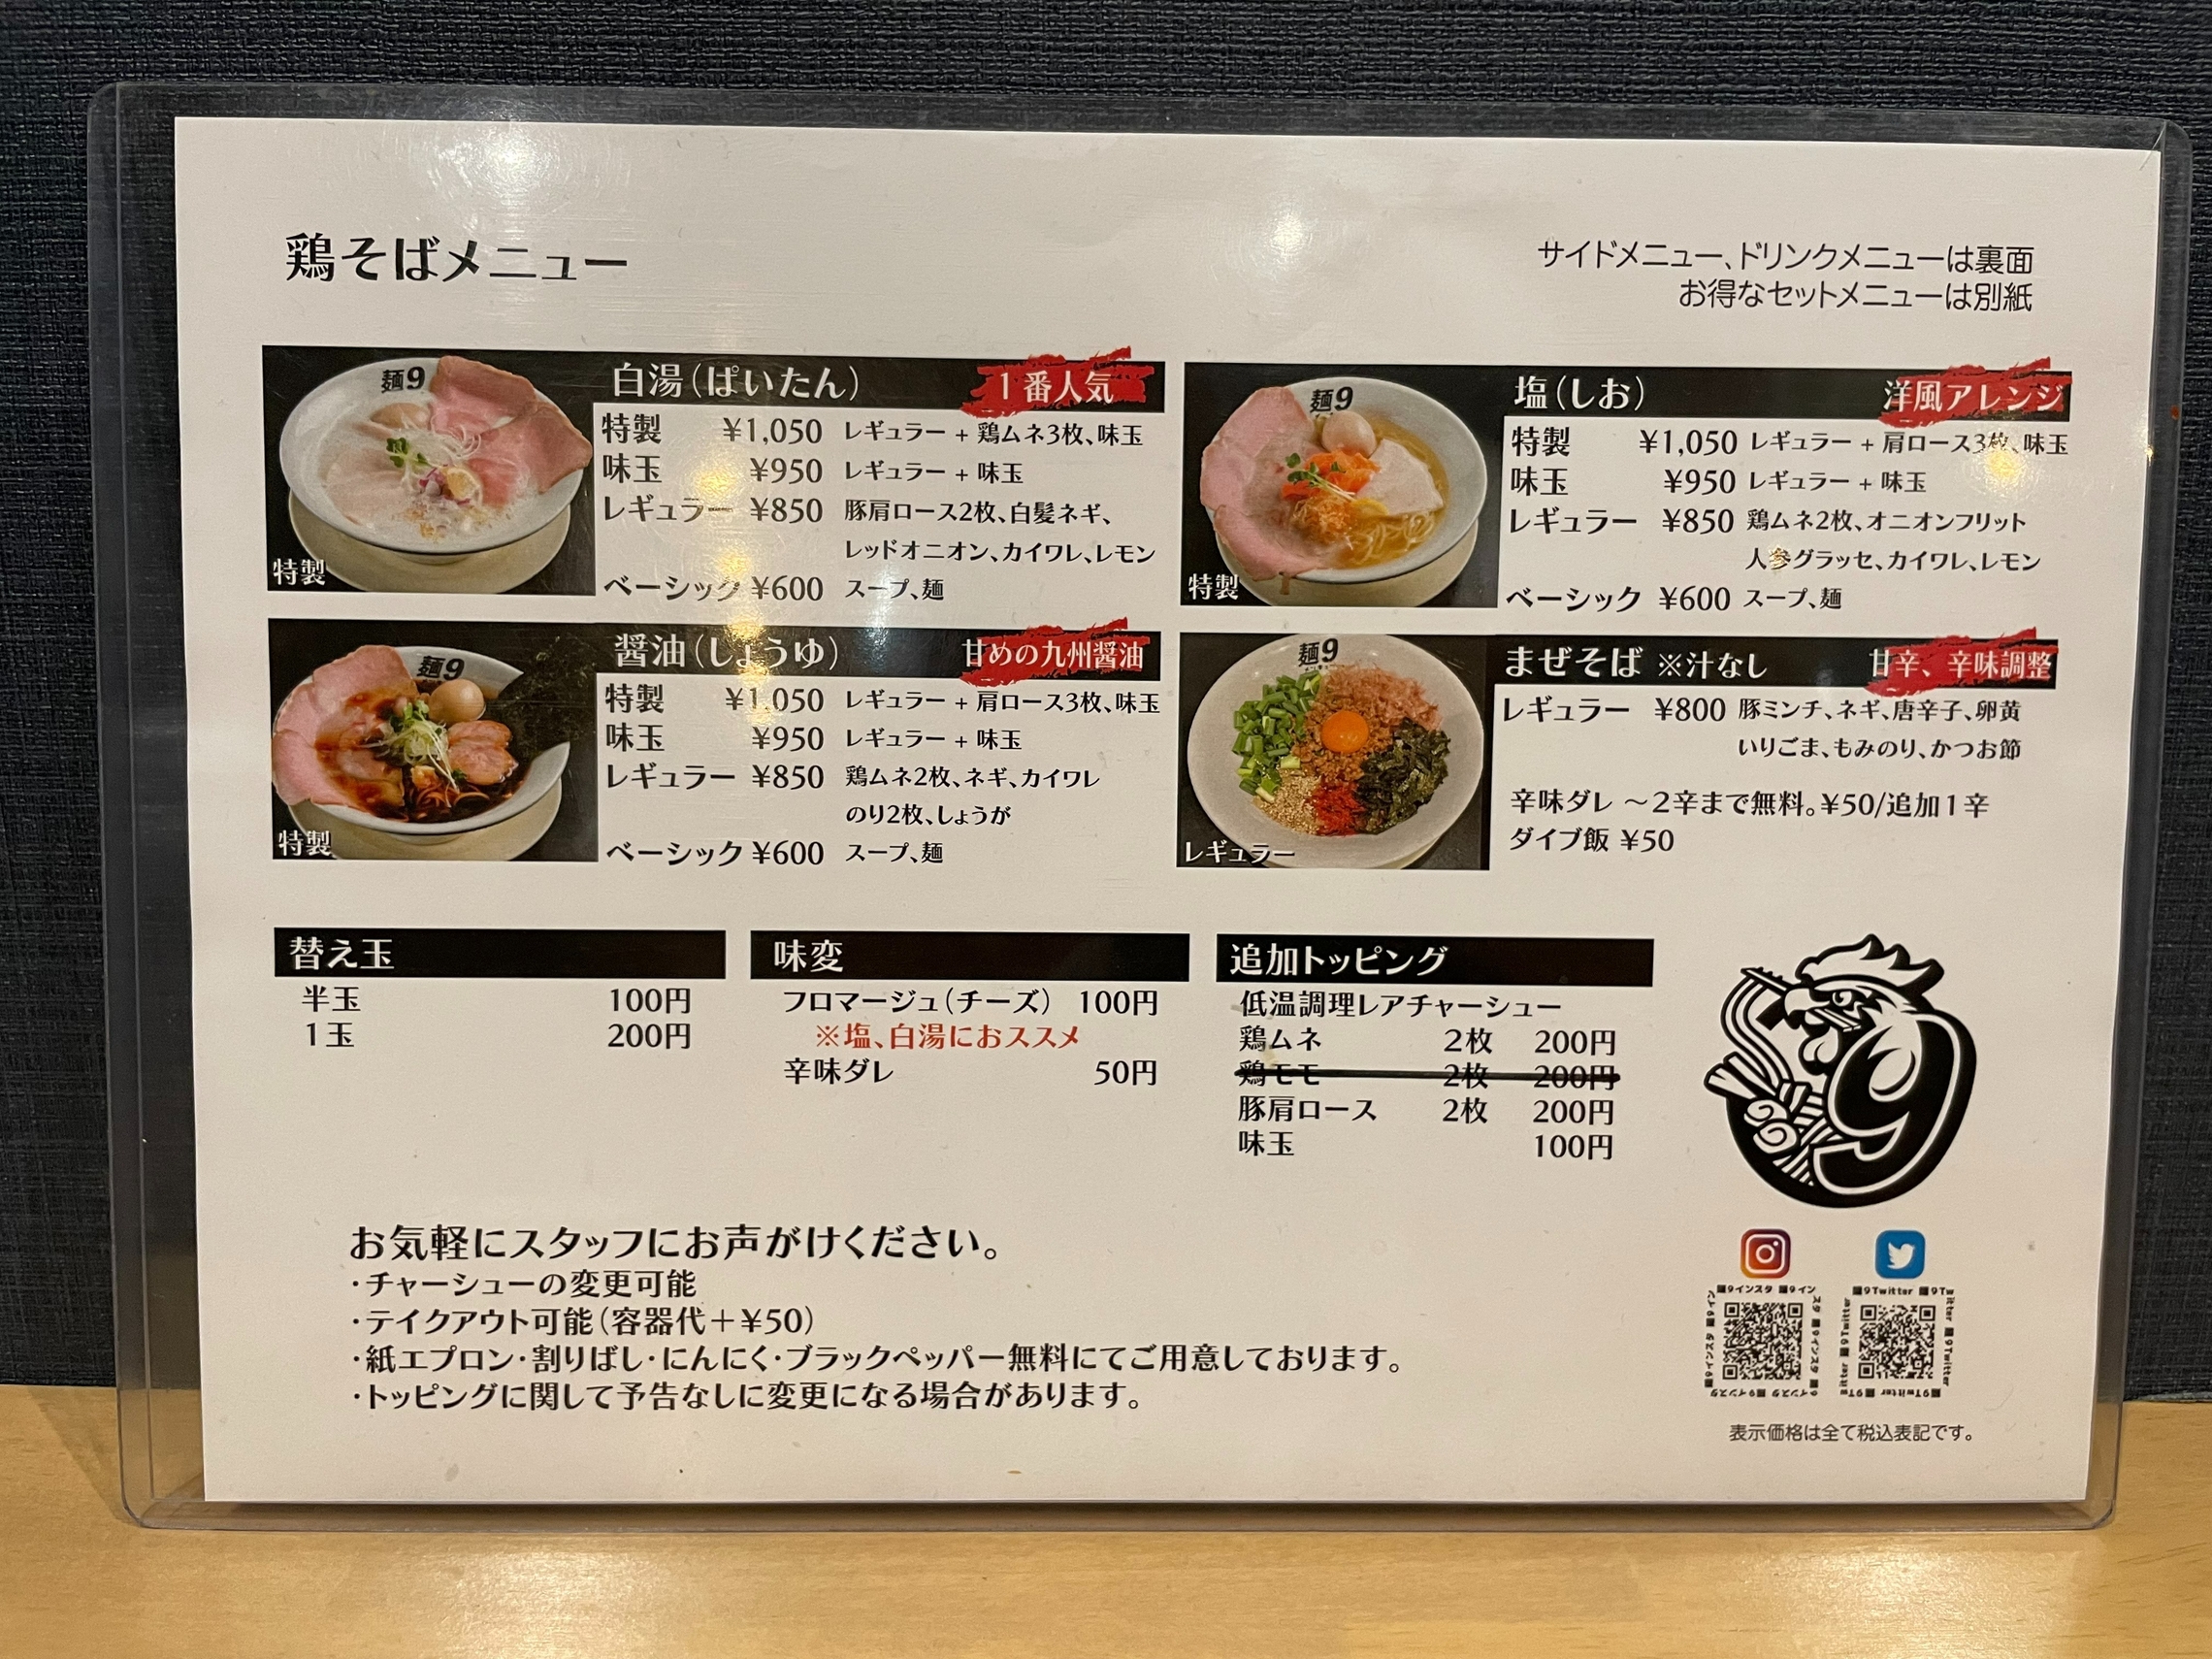 鶏そばメニュー
サイドメニュー、ドリンクメニューは裏面
お得なセットメニューは別紙
麺9
特製
白湯(ぱいたん) 1番人気
特製 ¥1,050 レギュラー + 鶏ムネ3枚、味玉
味玉 ¥950 レギュラー + 味玉
レギュラー ¥850 豚肩ロース2枚、白髪ネギ、
レッドオニオン、カイワレ、レモン
ベーシック ¥600 スープ、麺
麺9
特製
塩(しお) 洋風アレンジ
特製 ¥1,050 レギュラー + 肩ロース3枚、味玉
味玉 ¥950 レギュラー + 味玉
レギュラー ¥850 鶏ムネ2枚、オニオンフリット
人参グラッセ、カイワレ、レモン
ベーシック ¥600 スープ、麺
麺9
特製
醤油(しょうゆ) 甘めの九州醤油
特製 ¥1,050 レギュラー + 肩ロース3枚、味玉
味玉 ¥950 レギュラー + 味玉
レギュラー ¥850 鶏ムネ2枚、ネギ、カイワレ
のり2枚、しょうが
ベーシック ¥600 スープ、麺
麺9
レギュラー
まぜそば ※汁なし 甘辛、辛味調整
レギュラー ¥800 豚ミンチ、ネギ、唐辛子、卵黄
いりごま、もみのり、かつお節
辛味ダレ ～2辛まで無料。¥50/追加1辛
ダイブ飯 ¥50
替え玉
半玉 100円
1玉 200円
味変
フロマージュ(チーズ) 100円
※塩、白湯におススメ
辛味ダレ 50円
追加トッピング
低温調理レアチャーシュー
鶏ムネ 2枚 200円
鶏モモ 2枚 200円
豚肩ロース 2枚 200円
味玉 100円
9
お気軽にスタッフにお声がけください。
・チャーシューの変更可能
・テイクアウト可能(容器代+¥50)
・紙エプロン・割りばし・にんにく・ブラックペッパー無料にてご用意しております。
・トッピングに関して予告なしに変更になる場合があります。
9インスタ 9イン
9Twitter 9Tw
表示価格は全て税込表記です。